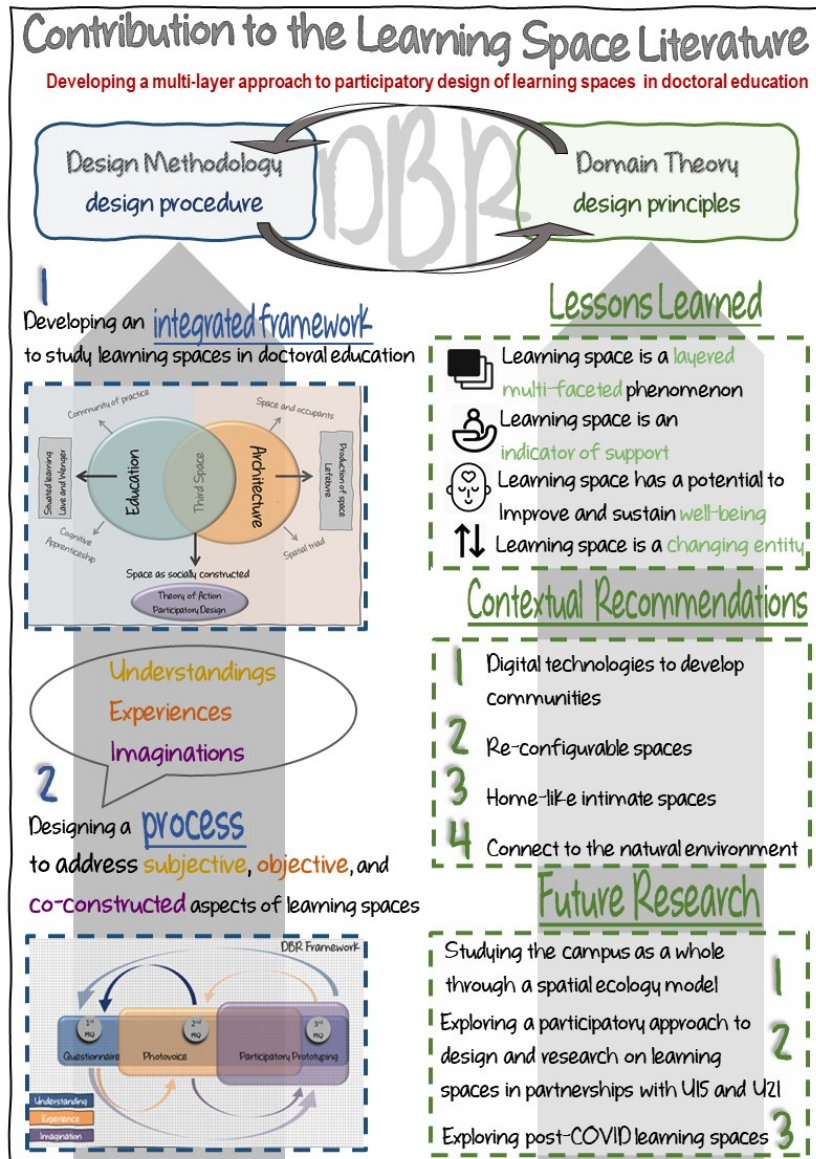 Contribution to the Learning Space Literature
Developing a multi-layer approach to participatory design of learning spaces in doctoral education
DBR
Design Methodology
design procedure
Domain Theory
design principles
1
Developing an integrated framework
to study learning spaces in doctoral education
Community of practice
Space and occupants
Situated learning
Lave and Wanger
Education
Third Space
Architecture
Production of space
Lefebvre
Cognitive
Apprenticeship
Spatial triad
Space as socially constructed
Theory of Action
Participatory Design
Understandings
Experiences
Imaginations
2
Designing a process
to address subjective, objective, and
co-constructed aspects of learning spaces
DBR Framework
1st
MQ
2nd
MQ
3rd
MQ
Questionnaire
Photovoice
Participatory Prototyping
Understanding
Experience
Imagination
Lessons Learned
Learning space is a layered
multi-faceted phenomenon
Learning space is an
indicator of support
Learning space has a potential to
Improve and sustain well-being
Learning space is a changing entity
Contextual Recommendations
1 Digital technologies to develop
communities
2 Re-configurable spaces
3 Home-like intimate spaces
4 Connect to the natural environment
Future Research
Studying the campus as a whole
through a spatial ecology model 1
Exploring a participatory approach to
design and research on learning 2
spaces in partnerships with U15 and U21
Exploring post-COVID learning spaces 3